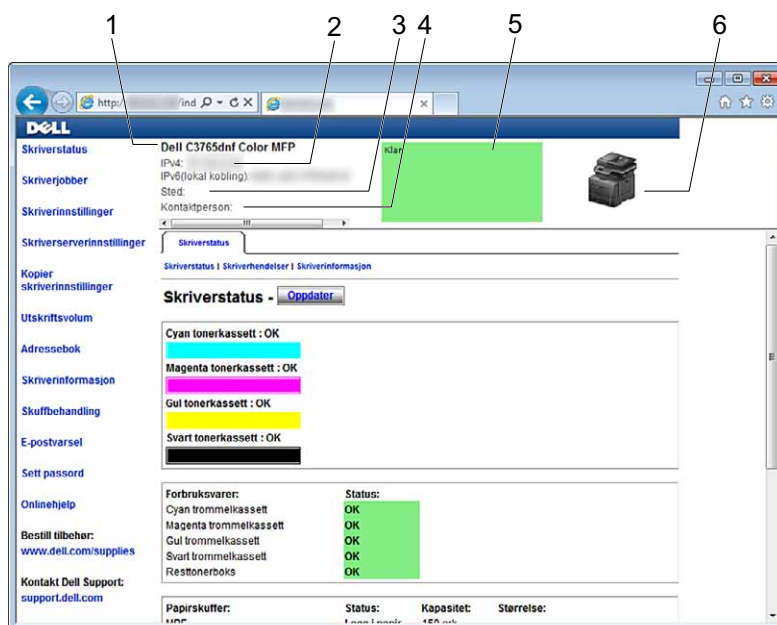 1 2 3 4 5 6
http:/ /ind
DELL
Skriverstatus
Skriverjobber
Skriverinnstillinger
Skriverserverinnstillinger
Kopier
skriverinnstillinger
Utskriftsvolum
Adressebok
Skriverinformasjon
Skuffbehandling
E-postvarsel
Sett passord
Onlinehjelp
Bestill tilbehør:
www.dell.com/supplies
Kontakt Dell Support:
support.dell.com
Dell C3765dnf Color MFP
IPv4:
IPv6(lokal kobling)
Sted:
Kontaktperson:
Klar
Skriverstatus
Skriverstatus | Skriverhendelser | Skriverinformasjon
Skriverstatus - Oppdater
Cyan tonerkassett : OK
Magenta tonerkassett : OK
Gul tonerkassett : OK
Svart tonerkassett : OK
Forbruksvarer: Status:
Cyan trommelkassett OK
Magenta trommelkassett OK
Gul trommelkassett OK
Svart trommelkassett OK
Resttonerboks OK
Papirskuffer: Status: Kapasitet: Størrelse: